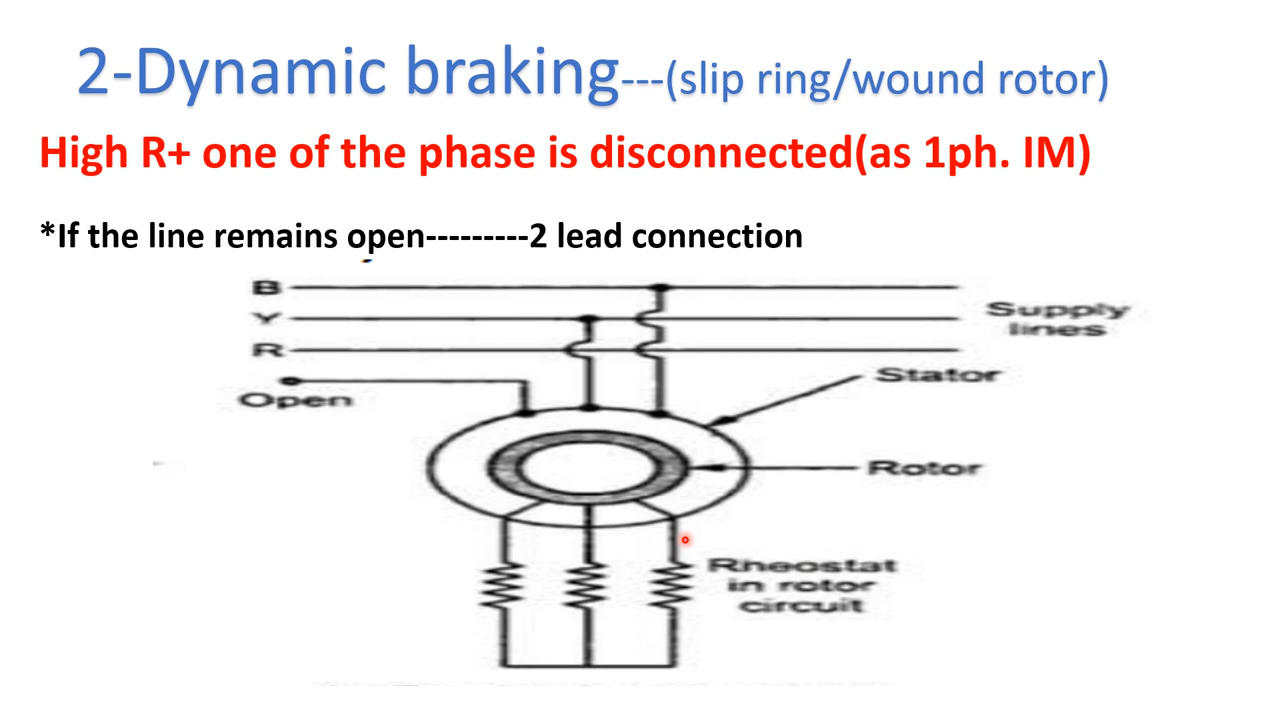 2-Dynamic braking---(slip ring/wound rotor)
High R+ one of the phase is disconnected(as 1ph. IM)
*If the line remains open---------2 lead connection
B
Y
R
Supply
lines
Open
Stator
Rotor
Rheostat
in rotor
circuit